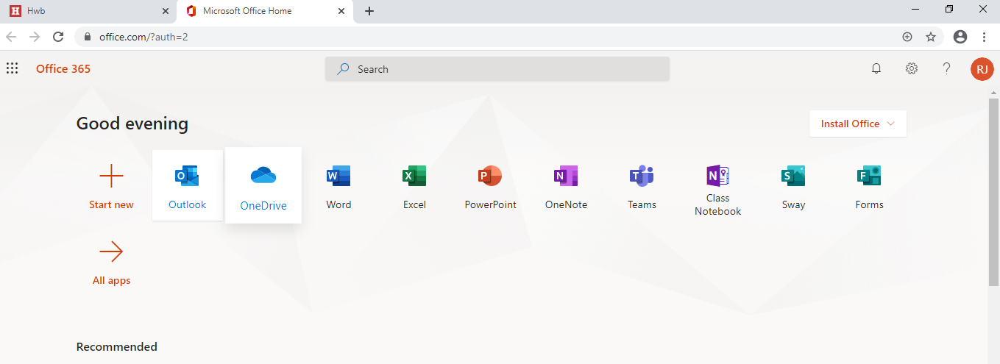 Hwb
Microsoft Office Home
office.com/?auth=2
Office 365
Search
RJ
Good evening
Install Office
Start new
Outlook
OneDrive
Word
Excel
PowerPoint
OneNote
Teams
Class
Notebook
Sway
Forms
All apps
Recommended